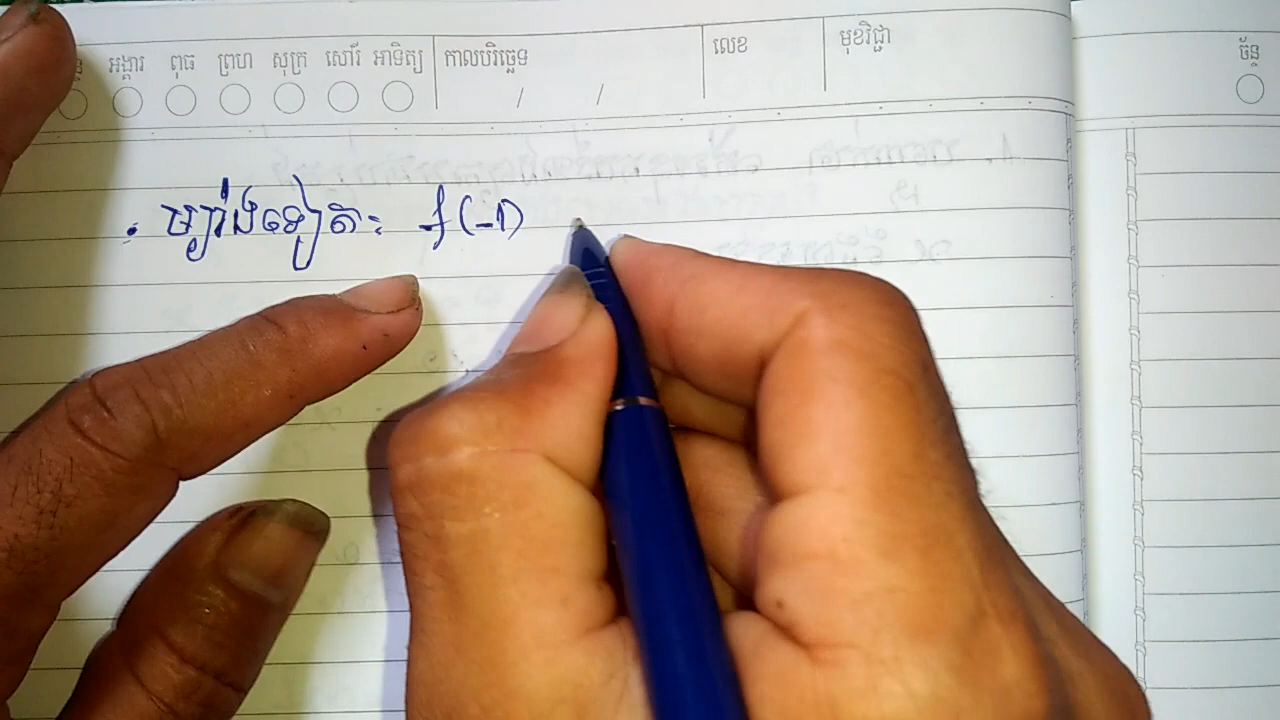 អង្គារ ពុធ ព្រហ សុក្រ សៅរ៍ អាទិត្យ កាលបរិច្ឆេទ លេខ មុខវិជ្ជា ច័ន្ទ
/ /
• ម្យ៉ាងទៀត: f(-1)